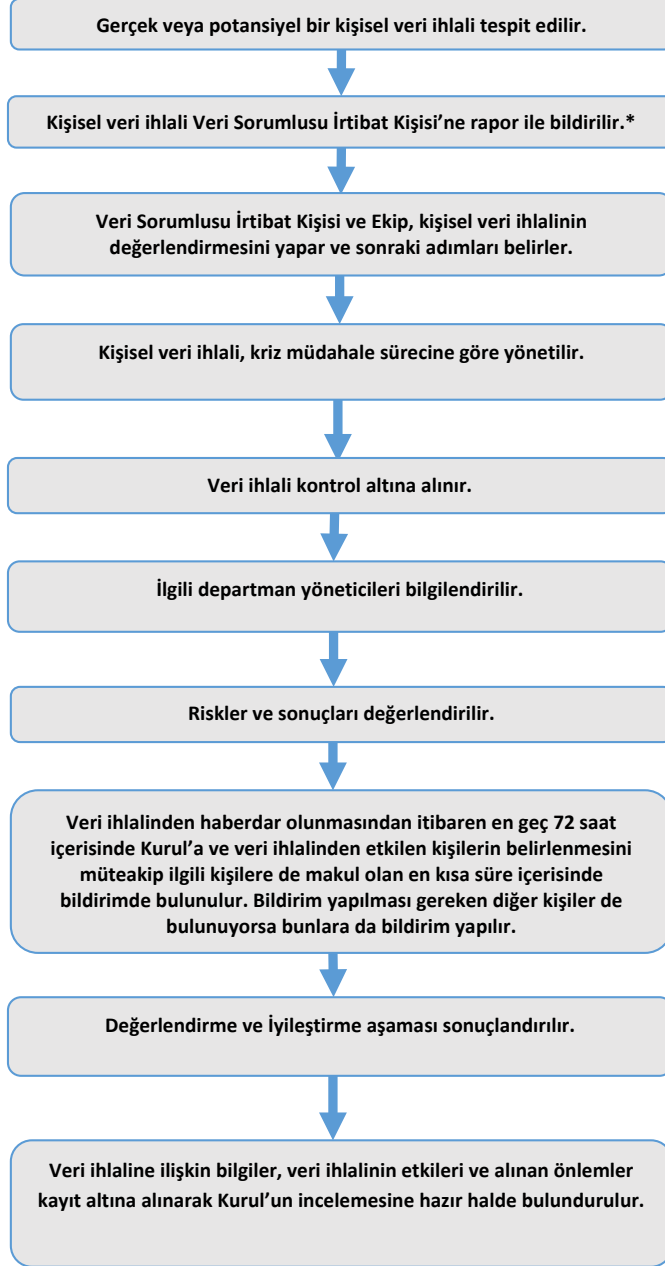 Gerçek veya potansiyel bir kişisel veri ihlali tespit edilir.
Kişisel veri ihlali Veri Sorumlusu İrtibat Kişisi’ne rapor ile bildirilir.*
Veri Sorumlusu İrtibat Kişisi ve Ekip, kişisel veri ihlalinin
değerlendirmesini yapar ve sonraki adımları belirler.
Kişisel veri ihlali, kriz müdahale sürecine göre yönetilir.
Veri ihlali kontrol altına alınır.
İlgili departman yöneticileri bilgilendirilir.
Riskler ve sonuçları değerlendirilir.
Veri ihlalinden haberdar olunmasından itibaren en geç 72 saat
içerisinde Kurul’a ve veri ihlalinden etkilen kişilerin belirlenmesini
müteakip ilgili kişilere de makul olan en kısa süre içerisinde
bildirimde bulunulur. Bildirim yapılması gereken diğer kişiler de
bulunuyorsa bunlara da bildirim yapılır.
Değerlendirme ve İyileştirme aşaması sonuçlandırılır.
Veri ihlaline ilişkin bilgiler, veri ihlalinin etkileri ve alınan önlemler
kayıt altına alınarak Kurul’un incelemesine hazır halde bulundurulur.